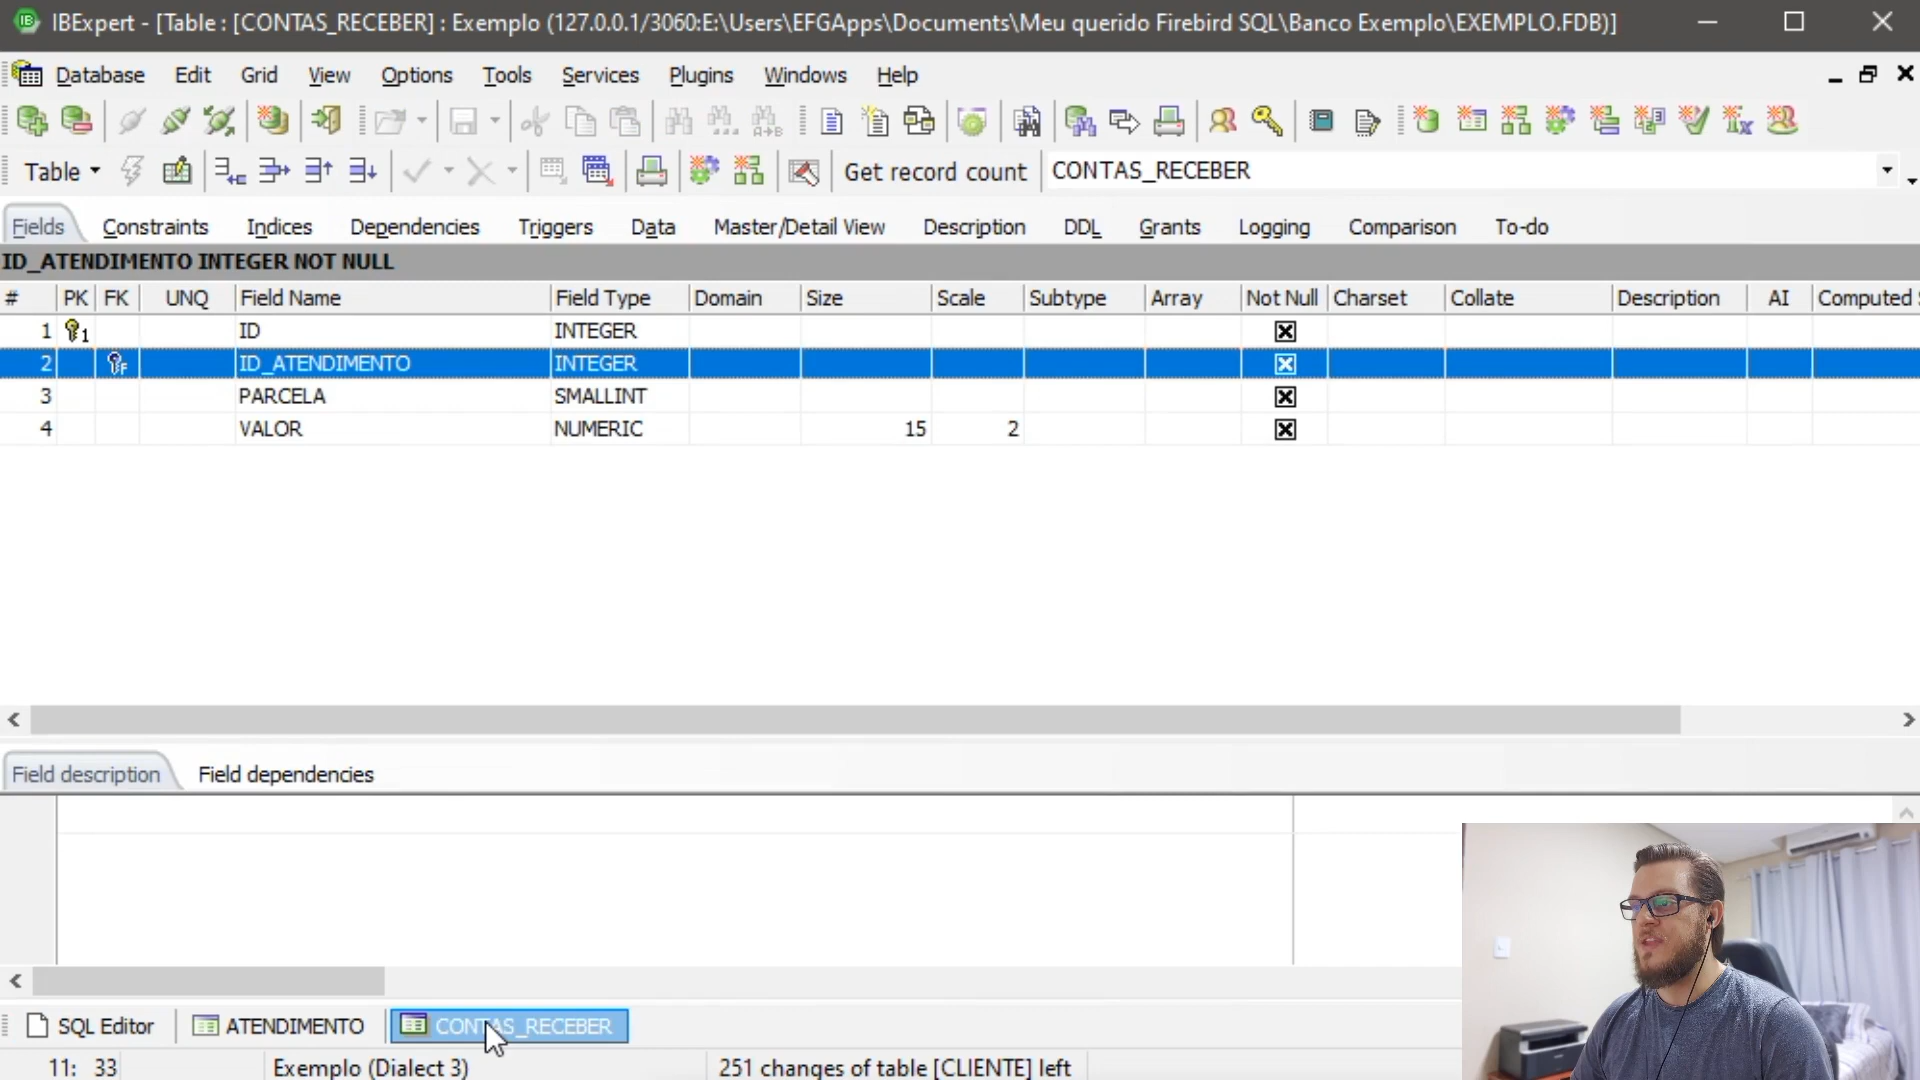 IBExpert - [Table : [CONTAS_RECEBER] : Exemplo (127.0.0.1/3060:E:\Users\EFGApps\Documents\Meu querido Firebird SQL\Banco Exemplo\EXEMPLO.FDB)]
Database Edit Grid View Options Tools Services Plugins Windows Help
Table Get record count CONTAS_RECEBER
Fields Constraints Indices Dependencies Triggers Data Master/Detail View Description DDL Grants Logging Comparison To-do
ID_ATENDIMENTO INTEGER NOT NULL
# PK FK UNQ Field Name Field Type Domain Size Scale Subtype Array Not Null Charset Collate Description AI Computed
1 1 ID INTEGER
2 F ID_ATENDIMENTO INTEGER
3 PARCELA SMALLINT
4 VALOR NUMERIC 15 2
Field description Field dependencies
SQL Editor ATENDIMENTO CONTAS_RECEBER
11: 33 Exemplo (Dialect 3) 251 changes of table [CLIENTE] left